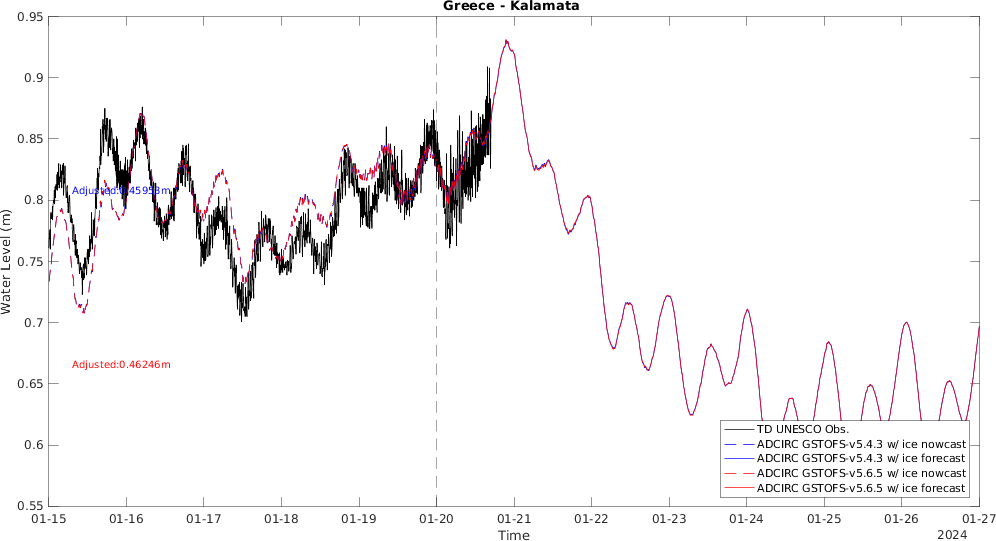 Greece - Kalamata
0.95
0.9
0.85
0.8
0.75
0.7
0.65
0.6
0.55
Water Level (m)
Adjusted:0.45953m
Adjusted:0.46246m
TD UNESCO Obs.
ADCIRC GSTOFS-v5.4.3 w/ ice nowcast
ADCIRC GSTOFS-v5.4.3 w/ ice forecast
ADCIRC GSTOFS-v5.6.5 w/ ice nowcast
ADCIRC GSTOFS-v5.6.5 w/ ice forecast
01-15 01-16 01-17 01-18 01-19 01-20 01-21 01-22 01-23 01-24 01-25 01-26 01-27
Time
2024